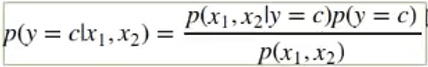 p(y = c|x₁, x₂) = p(x₁, x₂|y = c)p(y = c) / p(x₁, x₂)